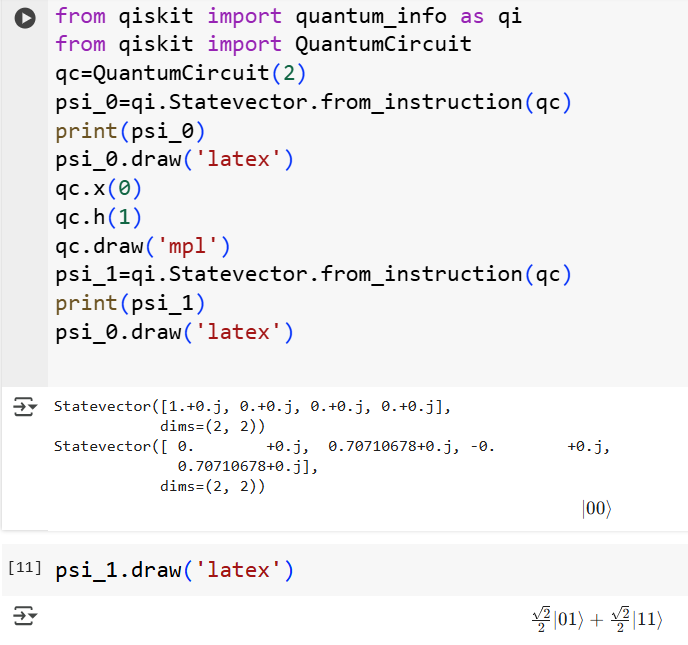 from qiskit import quantum_info as qi
from qiskit import QuantumCircuit
qc=QuantumCircuit(2)
psi_0=qi.Statevector.from_instruction(qc)
print(psi_0)
psi_0.draw('latex')
qc.x(0)
qc.h(1)
qc.draw('mpl')
psi_1=qi.Statevector.from_instruction(qc)
print(psi_1)
psi_0.draw('latex')
Statevector([1.+0.j, 0.+0.j, 0.+0.j, 0.+0.j],
            dims=(2, 2))
Statevector([ 0.        +0.j,  0.70710678+0.j, -0.        +0.j,
              0.70710678+0.j],
            dims=(2, 2))
|00⟩
[11] psi_1.draw('latex')
√2/2|01⟩ + √2/2|11⟩